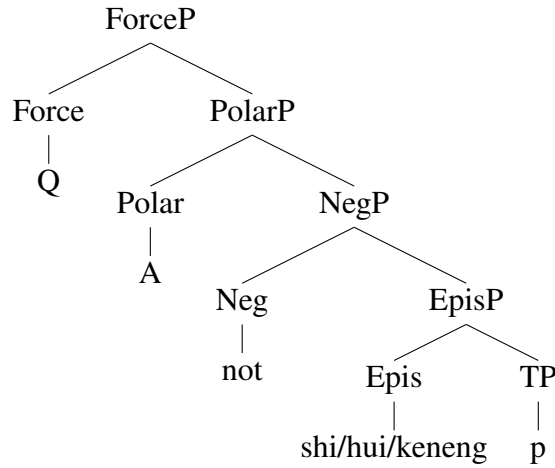 ForceP
Force PolarP
Q
Polar NegP
A
Neg EpisP
not
Epis TP
shi/hui/keneng p